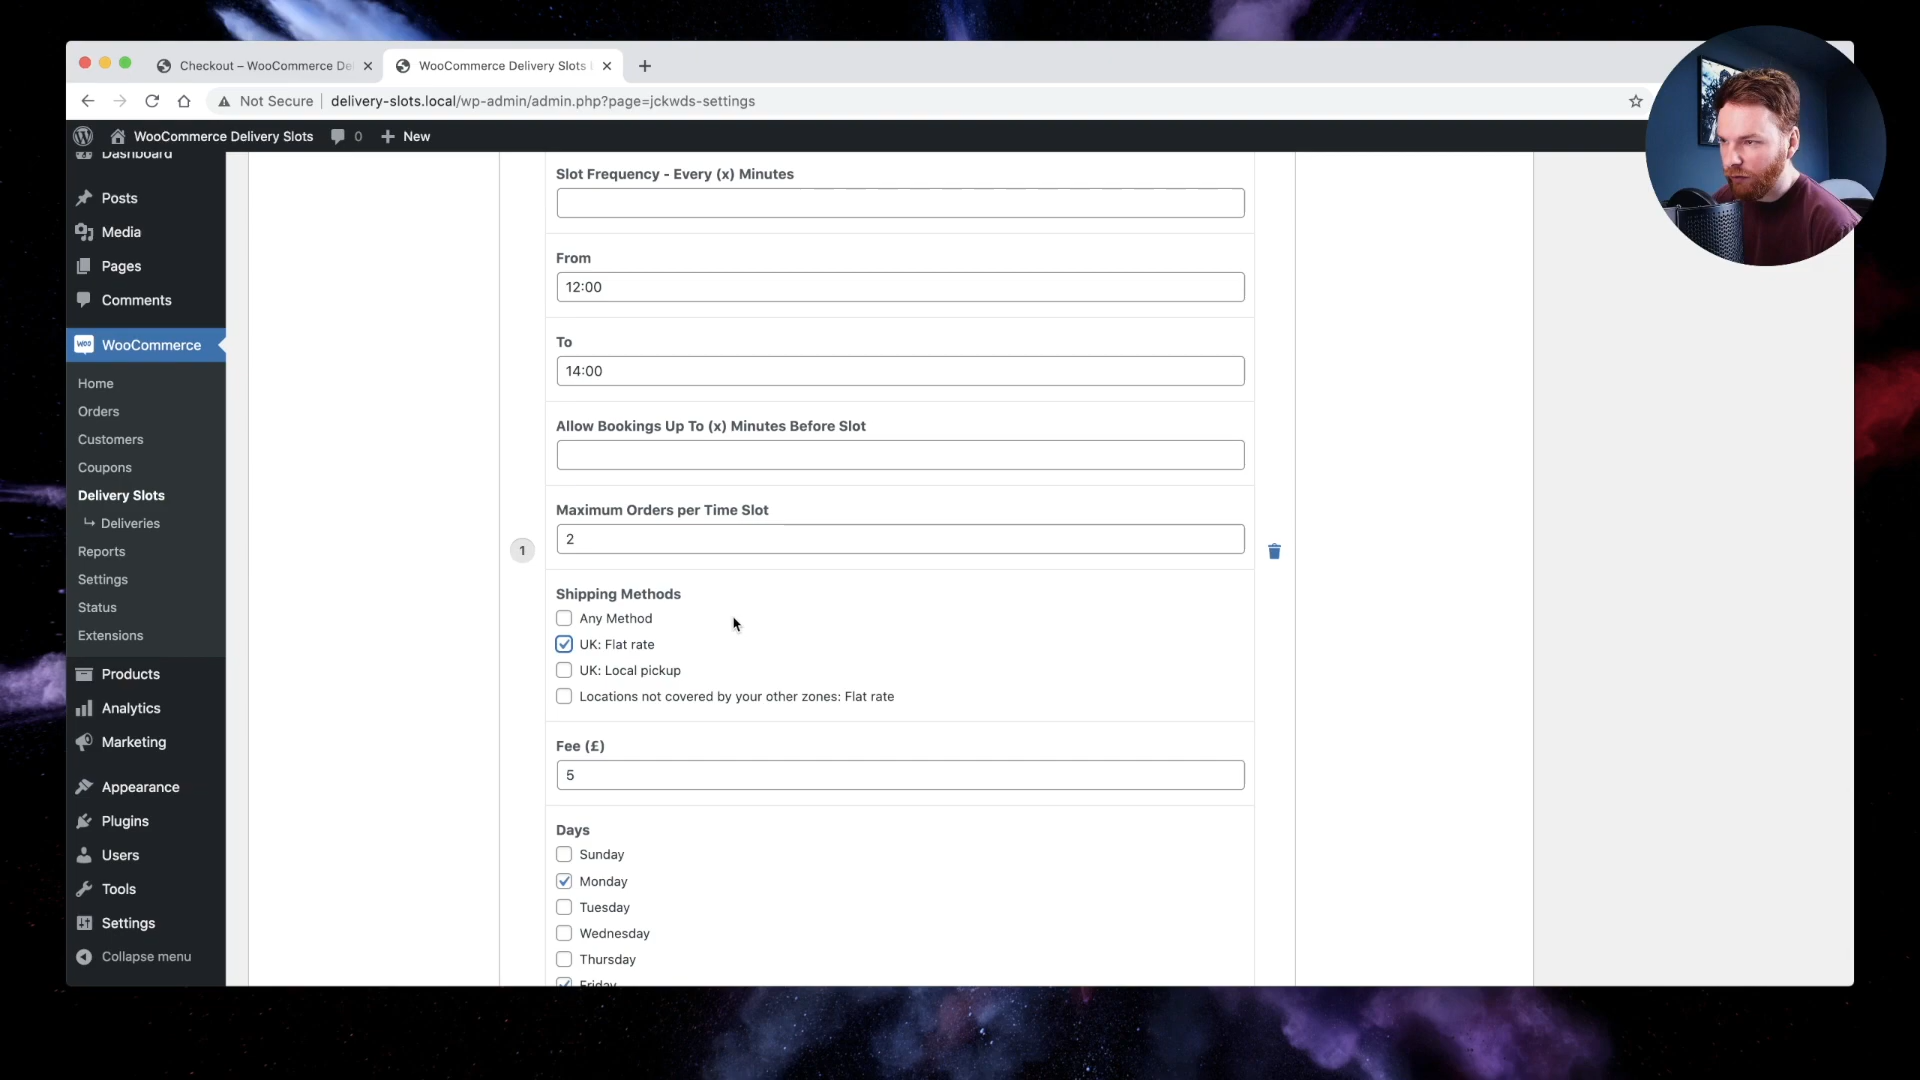 Checkout – WooCommerce De
WooCommerce Delivery Slots
Not Secure
delivery-slots.local/wp-admin/admin.php?page=jckwds-settings
WooCommerce Delivery Slots
0
New
Dashboard
Posts
Media
Pages
Comments
WooCommerce
Home
Orders
Customers
Coupons
Delivery Slots
Deliveries
Reports
Settings
Status
Extensions
Products
Analytics
Marketing
Appearance
Plugins
Users
Tools
Settings
Collapse menu
Slot Frequency - Every (x) Minutes
From
12:00
To
14:00
Allow Bookings Up To (x) Minutes Before Slot
Maximum Orders per Time Slot
2
1
Shipping Methods
Any Method
UK: Flat rate
UK: Local pickup
Locations not covered by your other zones: Flat rate
Fee (£)
5
Days
Sunday
Monday
Tuesday
Wednesday
Thursday
Friday